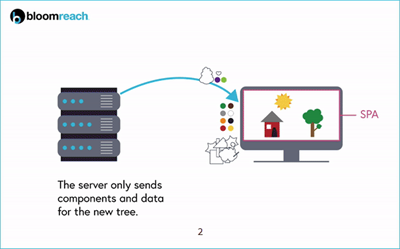 bloomreach
SPA
The server only sends
components and data
for the new tree.
2